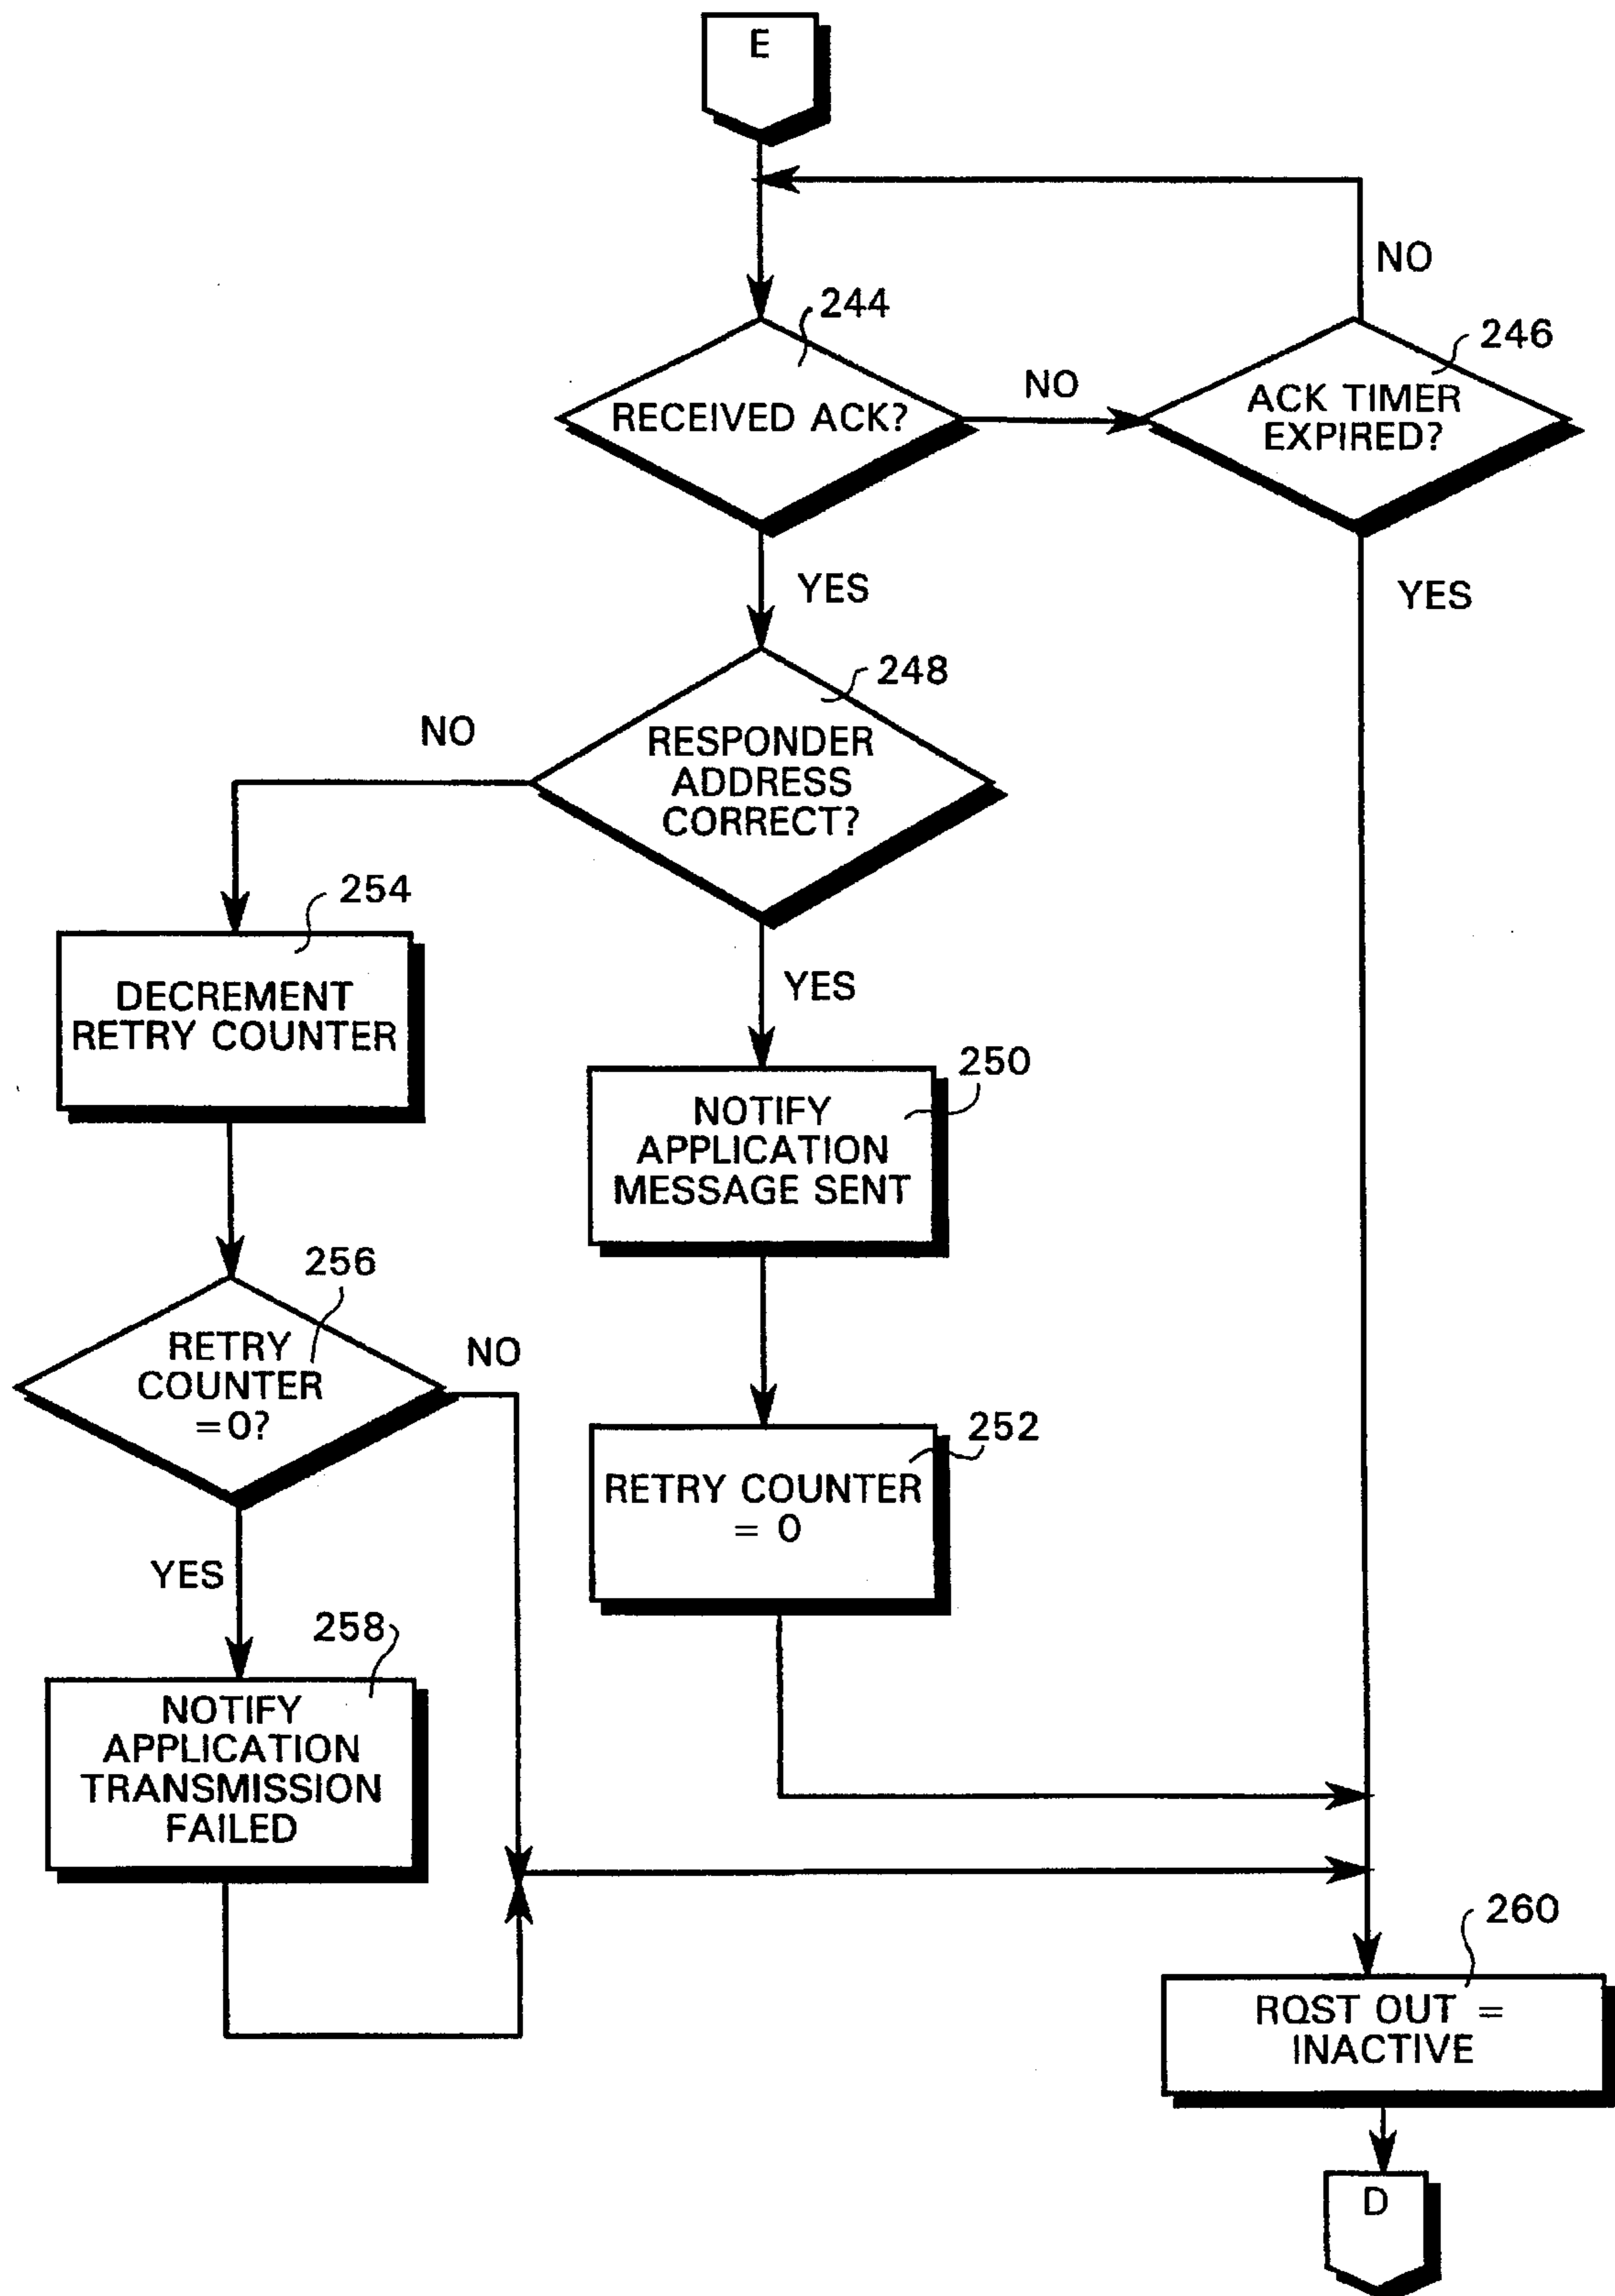 E
NO
244
246
RECEIVED ACK?
NO
ACK TIMER
EXPIRED?
YES
YES
248
NO
RESPONDER
ADDRESS
CORRECT?
254
DECREMENT
RETRY COUNTER
YES
250
NOTIFY
APPLICATION
MESSAGE SENT
256
RETRY
COUNTER
=0?
NO
252
RETRY COUNTER
= 0
YES
258
NOTIFY
APPLICATION
TRANSMISSION
FAILED
260
RQST OUT =
INACTIVE
D